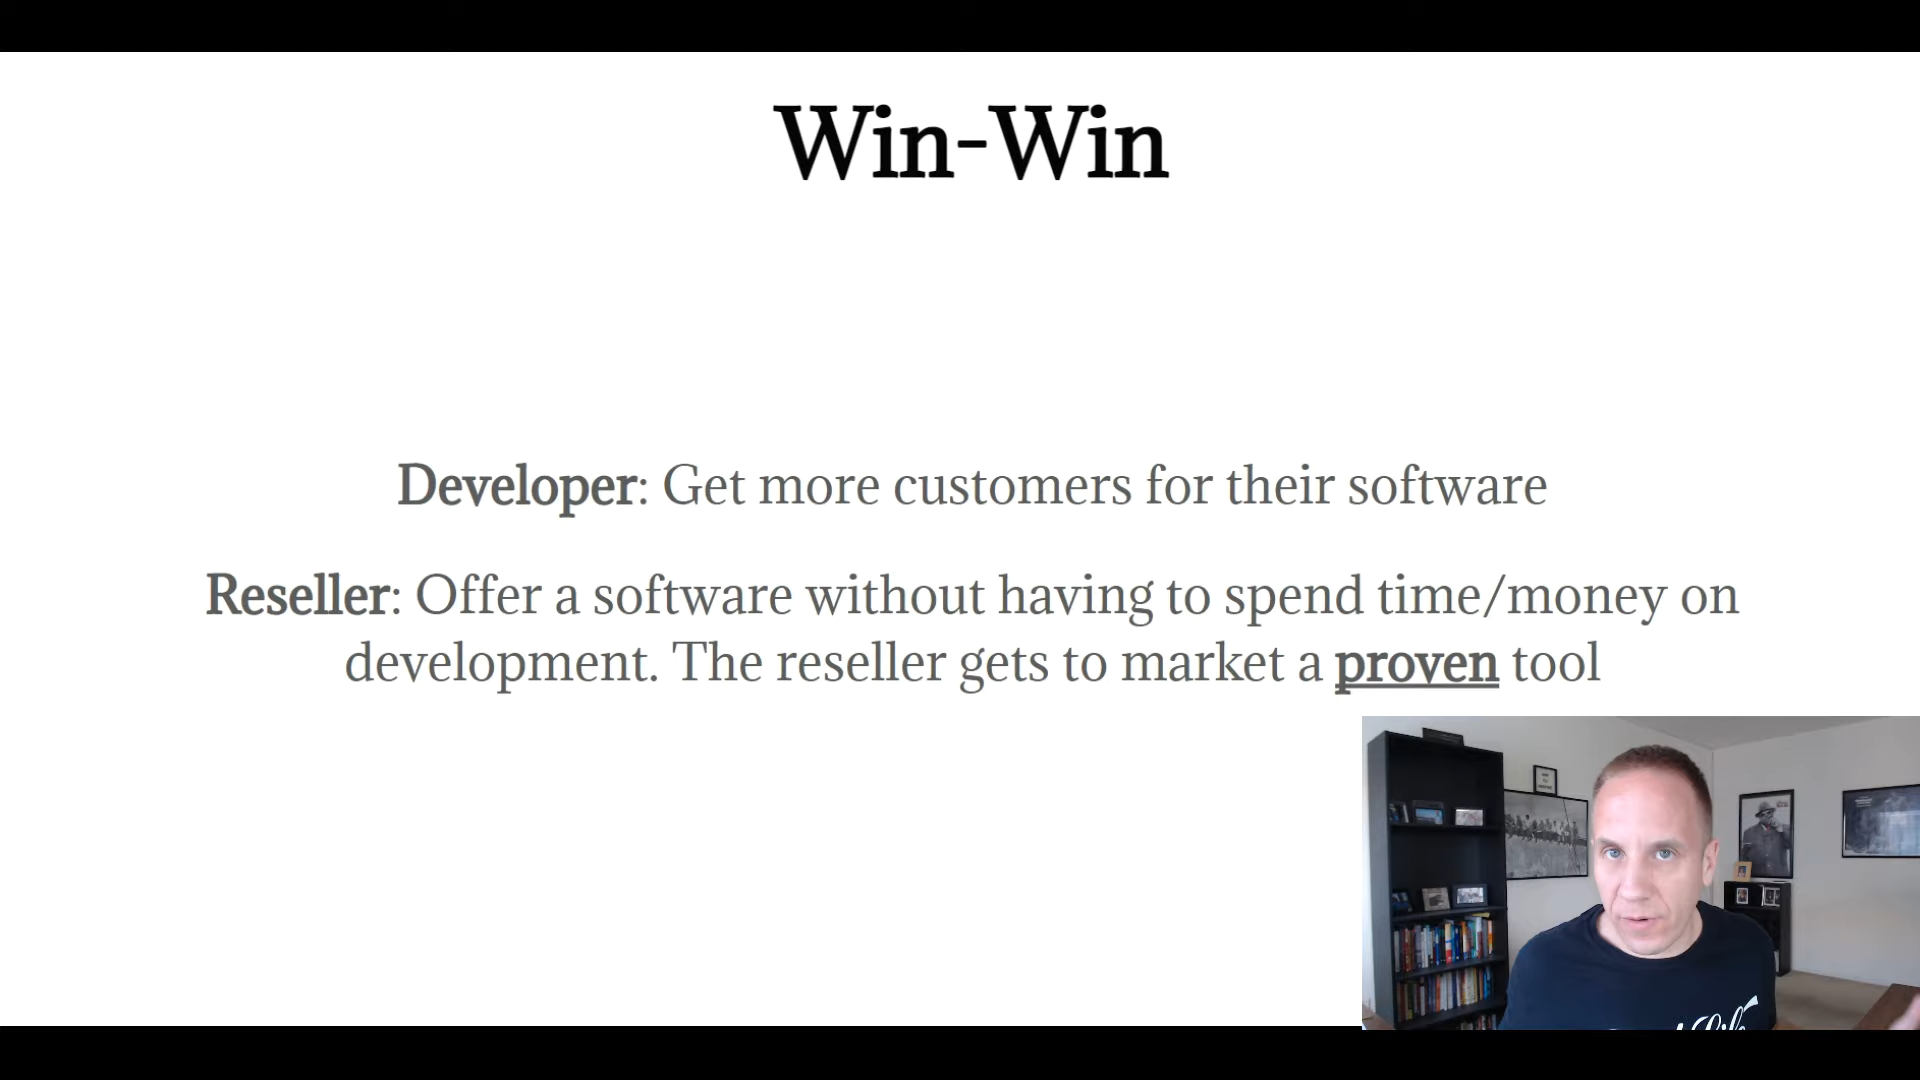 Win-Win
Developer: Get more customers for their software
Reseller: Offer a software without having to spend time/money on
development. The reseller gets to market a proven tool